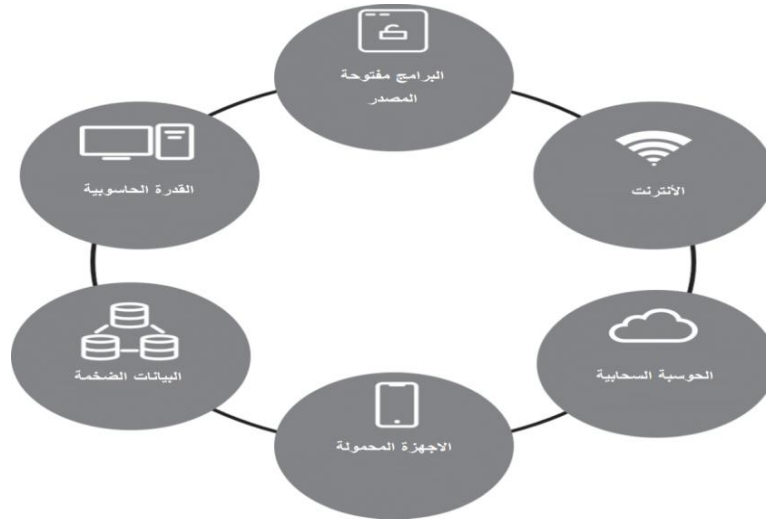 البرامج مفتوحة
المصدر
القدرة الحاسوبية
الأنترنت
البيانات الضخمة
الحوسبة السحابية
الاجهزة المحمولة